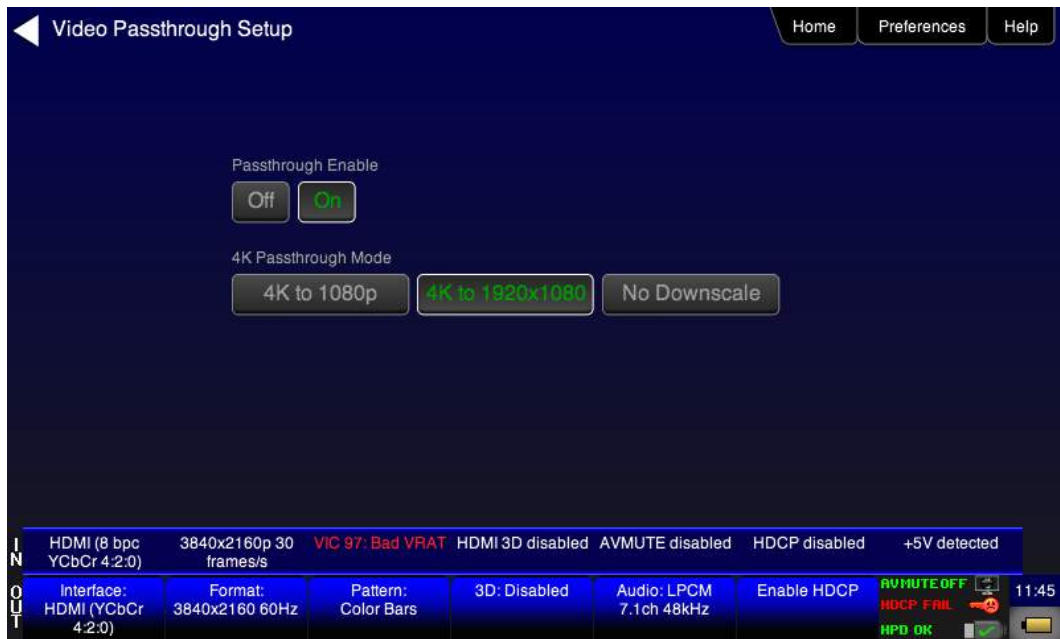 Video Passthrough Setup
Home
Preferences
Help
Passthrough Enable
Off
On
4K Passthrough Mode
4K to 1080p
4K to 1920x1080
No Downscale
IN
HDMI (8 bpc
YCbCr 4:2:0)
3840x2160p 30
frames/s
VIC 97: Bad VRAT
HDMI 3D disabled
AVMUTE disabled
HDCP disabled
+5V detected
OUT
Interface:
HDMI (YCbCr
4:2:0)
Format:
3840x2160 60Hz
Pattern:
Color Bars
3D: Disabled
Audio: LPCM
7.1ch 48kHz
Enable HDCP
AVMUTE OFF
HDCP FAIL
HPD OK
11:45